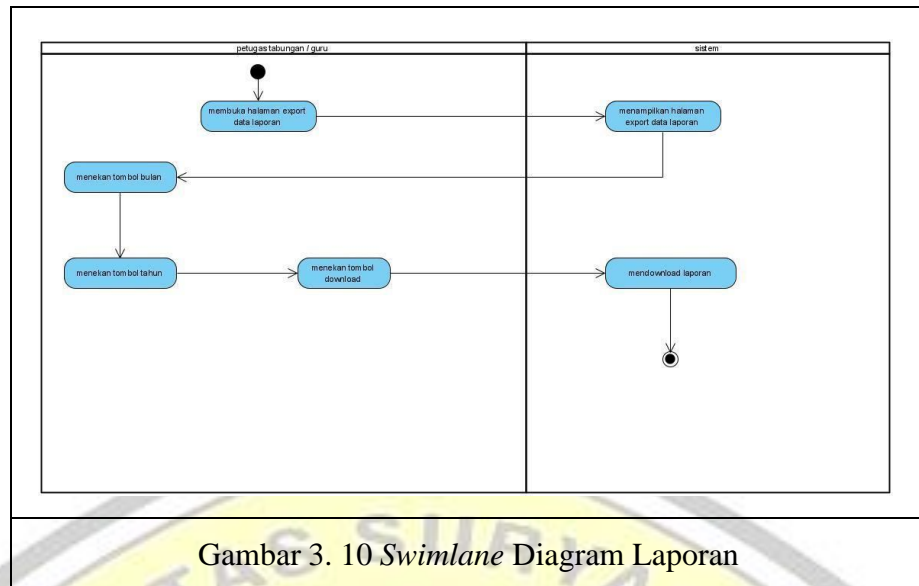 petugas tabungan / guru
sistem
membuka halaman export
data laporan
menampilkan halaman
export data laporan
menekan tombol bulan
menekan tombol tahun
menekan tombol
download
mendownload laporan
Gambar 3. 10 Swimlane Diagram Laporan